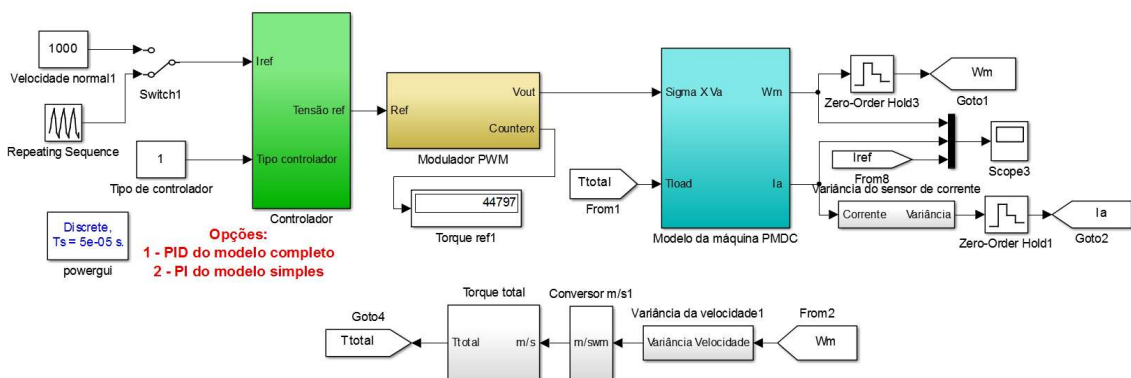 1000
Velocidade normal1
Switch1
Repeating Sequence
1
Tipo de controlador
Discrete,
Ts = 5e-05 s.
powergui
Iref
Tensão ref
Tipo controlador
Controlador
Opções:
1 - PID do modelo completo
2 - PI do modelo simples
Ref
Vout
Counterx
Modulador PWM
44797
Torque ref1
Ttotal
From1
Sigma X Va
Wm
Tload
Ia
Modelo da máquina PMDC
Zero-Order Hold3
Wm
Goto1
Iref
From8
Scope3
Variância do sensor de corrente
Corrente
Variância
Zero-Order Hold1
Ia
Goto2
Goto4
Ttotal
Torque total
Ttotal
m/s
Conversor m/s1
m/swm
Variância da velocidade1
Variância Velocidade
From2
Wm